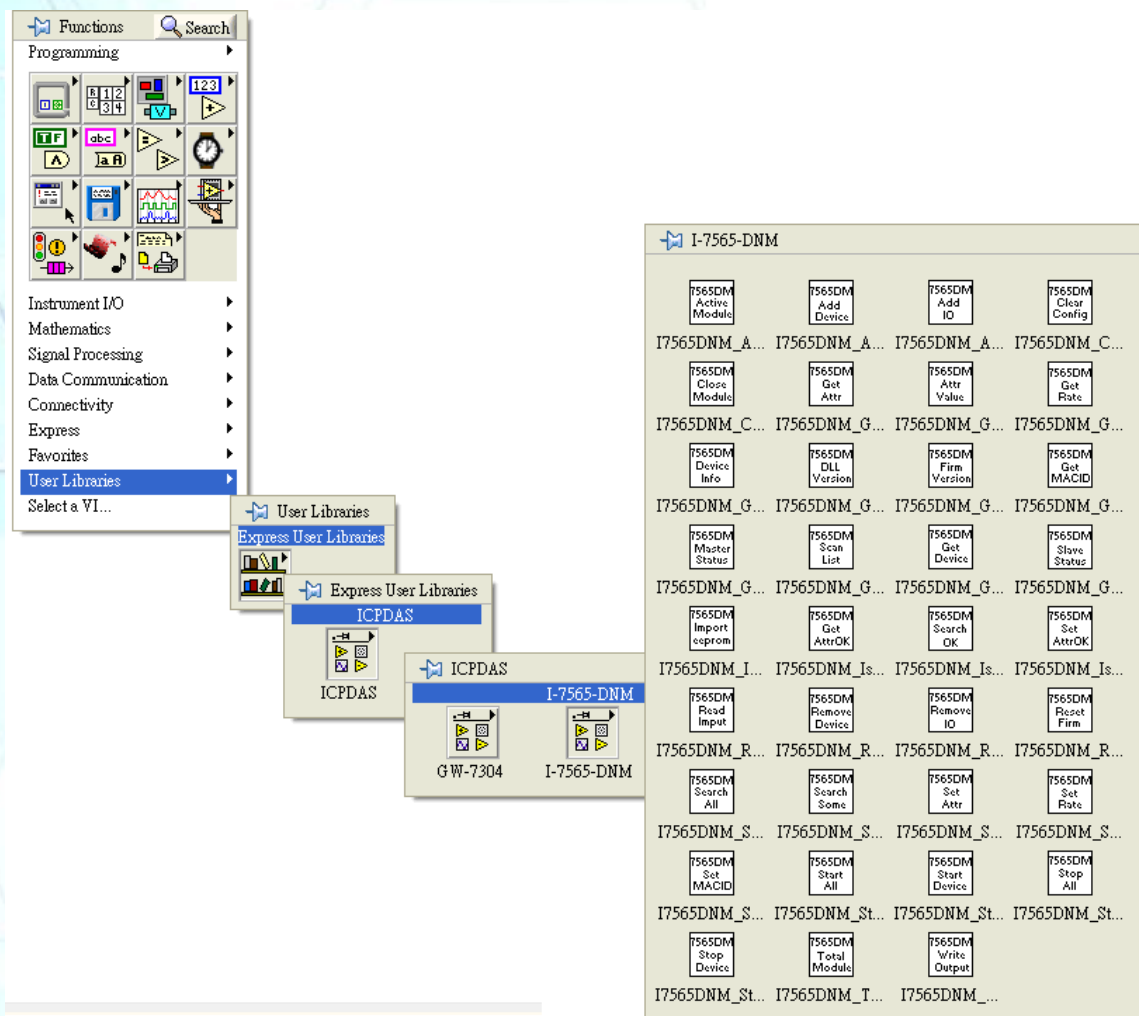 Functions Search
Programming
R 1 2
C 3 4
123
TF
abc
A
a A
V
Instrument I/O
Mathematics
Signal Processing
Data Communication
Connectivity
Express
Favorites
User Libraries
Select a VI...
User Libraries
Express User Libraries
Express User Libraries
ICPDAS
ICPDAS
ICPDAS
I-7565-DNM
GW-7304 I-7565-DNM
I-7565-DNM
7565DM 7565DM 7565DM 7565DM
Active Add Add Clear
Module Device IO Config
I7565DNM_A... I7565DNM_A... I7565DNM_A... I7565DNM_C...
7565DM 7565DM 7565DM 7565DM
Close Get Attr Get
Module Attr Value Rate
I7565DNM_C... I7565DNM_G... I7565DNM_G... I7565DNM_G...
7565DM 7565DM 7565DM 7565DM
Device DLL Firm Get
Info Version Version MACID
I7565DNM_G... I7565DNM_G... I7565DNM_G... I7565DNM_G...
7565DM 7565DM 7565DM 7565DM
Master Scan Get Slave
Status List Device Status
I7565DNM_G... I7565DNM_G... I7565DNM_G... I7565DNM_G...
7565DM 7565DM 7565DM 7565DM
Import Get Search Set
eeprom AttrOK OK AttrOK
I7565DNM_I... I7565DNM_Is... I7565DNM_Is... I7565DNM_Is...
7565DM 7565DM 7565DM 7565DM
Read Remove Remove Reset
Imput Device IO Firm
I7565DNM_R... I7565DNM_R... I7565DNM_R... I7565DNM_R...
7565DM 7565DM 7565DM 7565DM
Search Search Set Set
All Some Attr Rate
I7565DNM_S... I7565DNM_S... I7565DNM_S... I7565DNM_S...
7565DM 7565DM 7565DM 7565DM
Set Start Start Stop
MACID All Device All
I7565DNM_S... I7565DNM_St... I7565DNM_St... I7565DNM_St...
7565DM 7565DM 7565DM
Stop Total Write
Device Module Output
I7565DNM_St... I7565DNM_T... I7565DNM_...